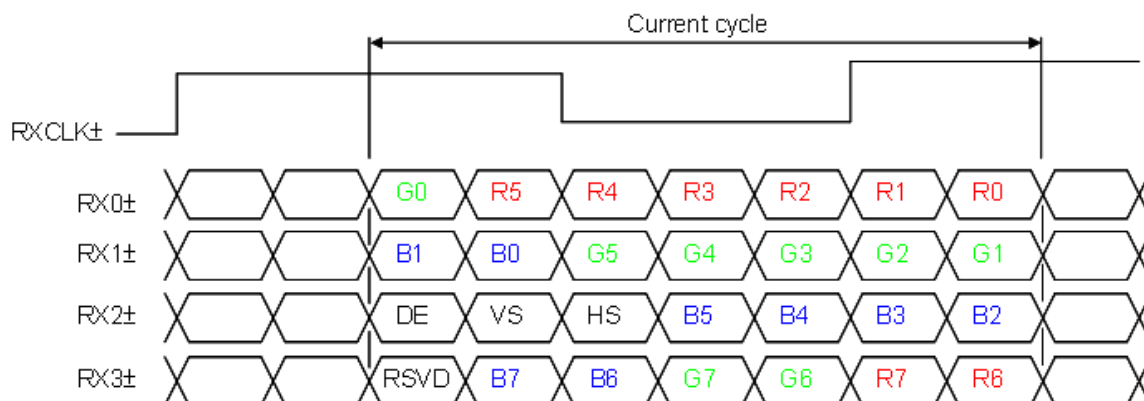 Current cycle
RXCLK±
RX0± G0 R5 R4 R3 R2 R1 R0
RX1± B1 B0 G5 G4 G3 G2 G1
RX2± DE VS HS B5 B4 B3 B2
RX3± RSVD B7 B6 G7 G6 R7 R6